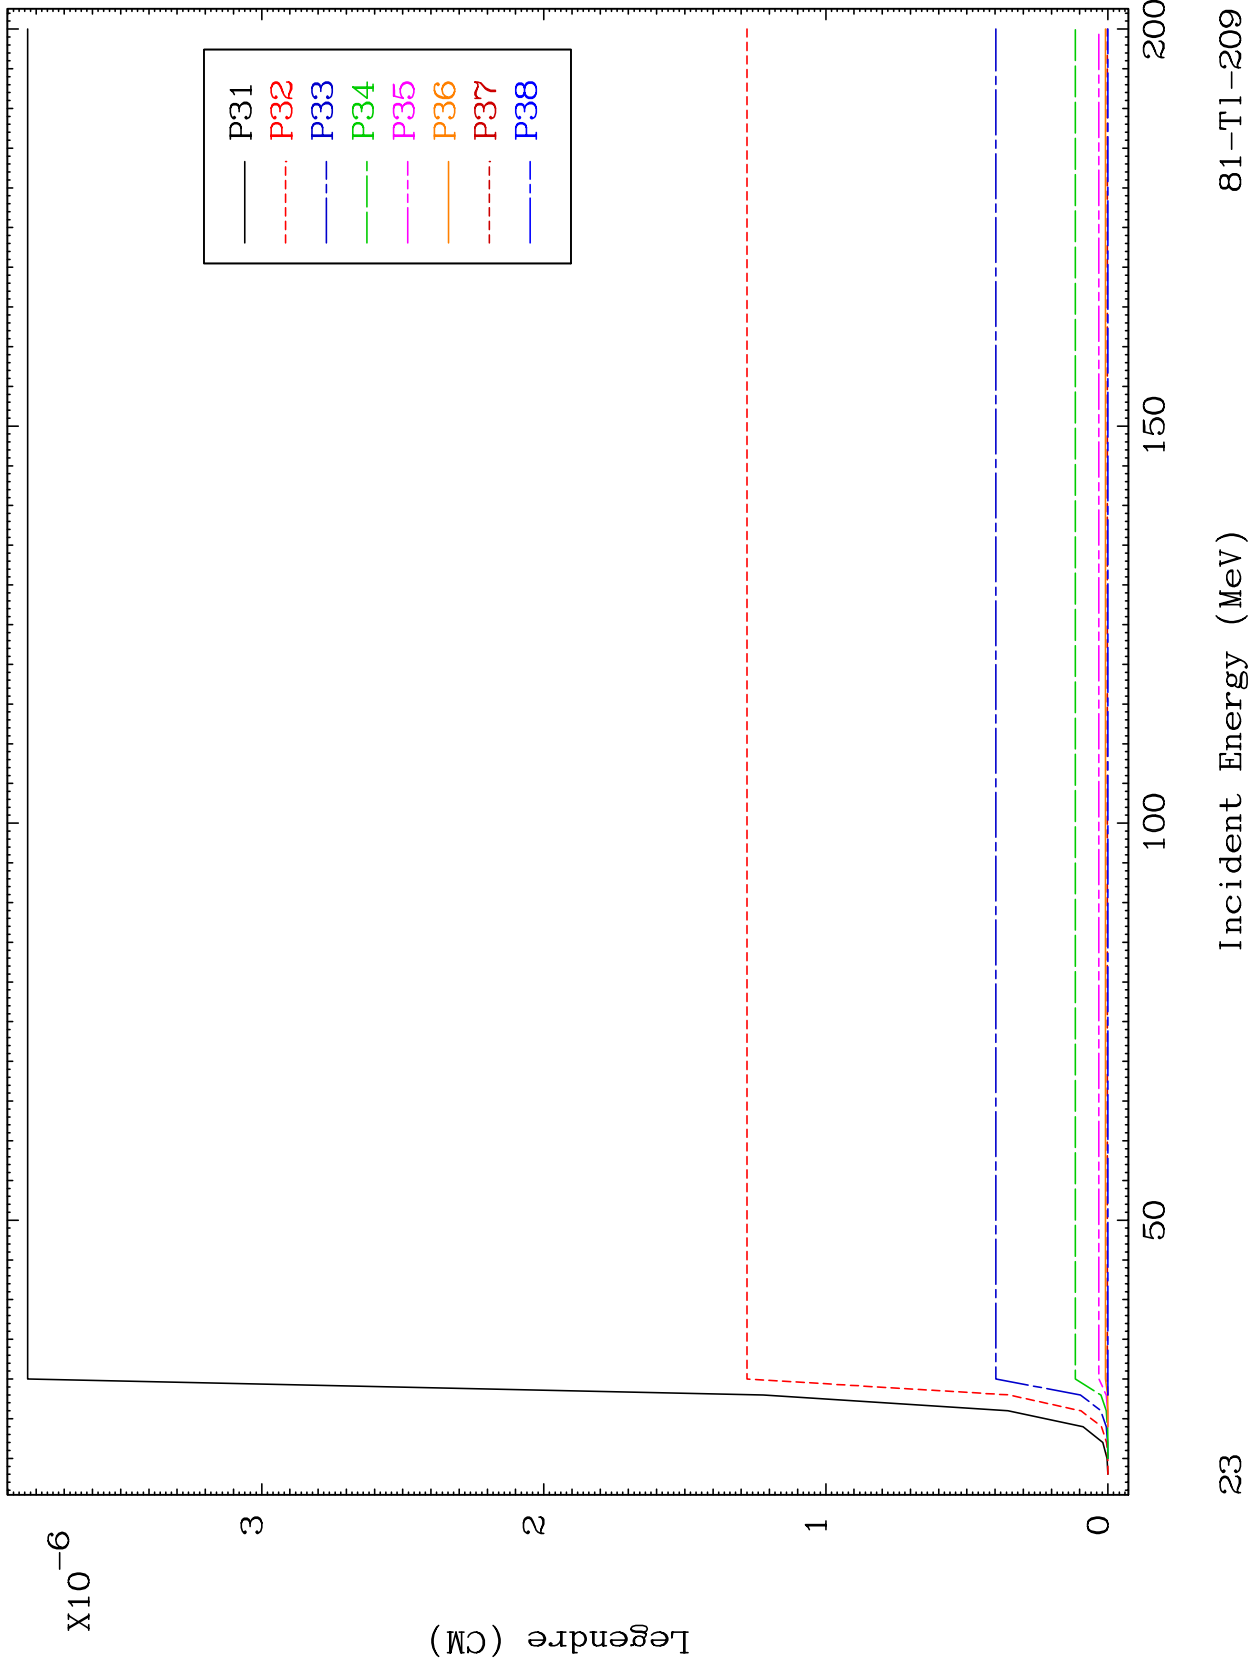 X10⁻⁶
Legendre (CM)
3
2
1
0
P31
P32
P33
P34
P35
P36
P37
P38
50
100
150
200
23
Incident Energy (MeV)
81-Tl-209